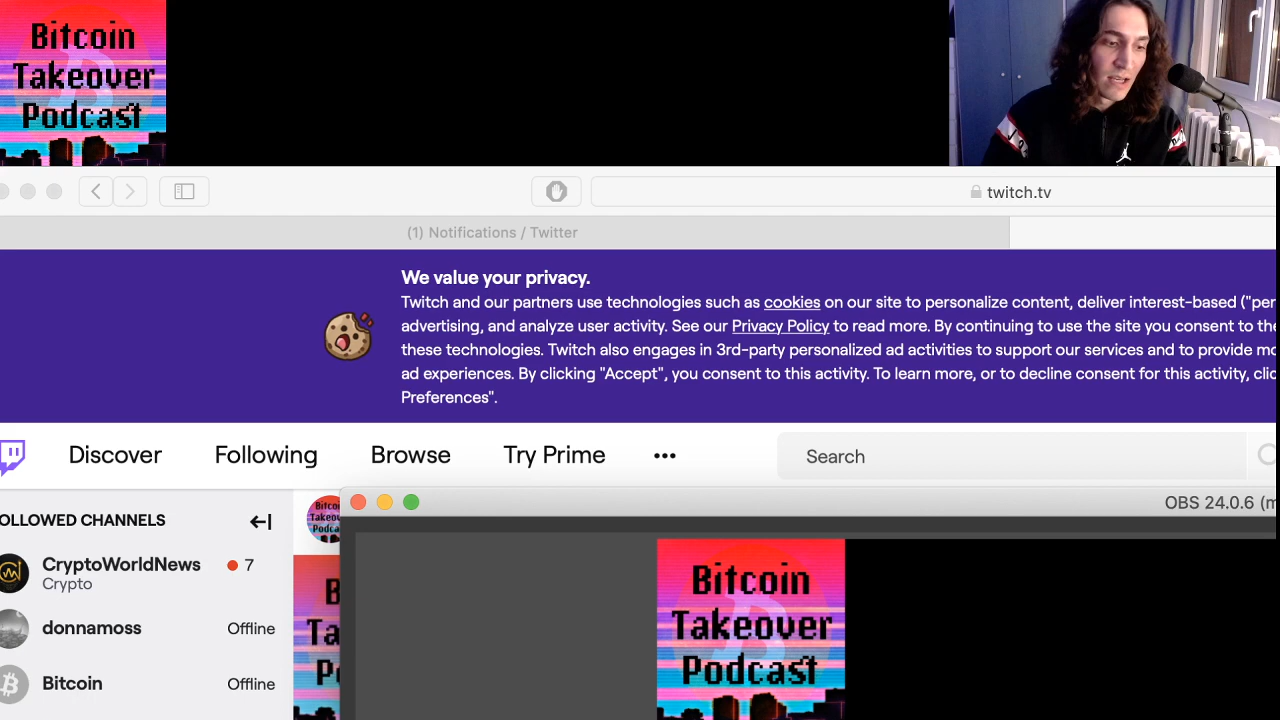 Bitcoin
Takeover
Podcast
twitch.tv
(1) Notifications / Twitter
We value your privacy.
Twitch and our partners use technologies such as cookies on our site to personalize content, deliver interest-based ("per
advertising, and analyze user activity. See our Privacy Policy to read more. By continuing to use the site you consent to the
these technologies. Twitch also engages in 3rd-party personalized ad activities to support our services and to provide mo
ad experiences. By clicking "Accept", you consent to this activity. To learn more, or to decline consent for this activity, clic
Preferences".
Discover Following Browse Try Prime •••
Search
OLLOWED CHANNELS
CryptoWorldNews 7
Crypto
donnamoss Offline
Bitcoin Offline
OBS 24.0.6 (m
Bitcoin
Takeover
Podcast